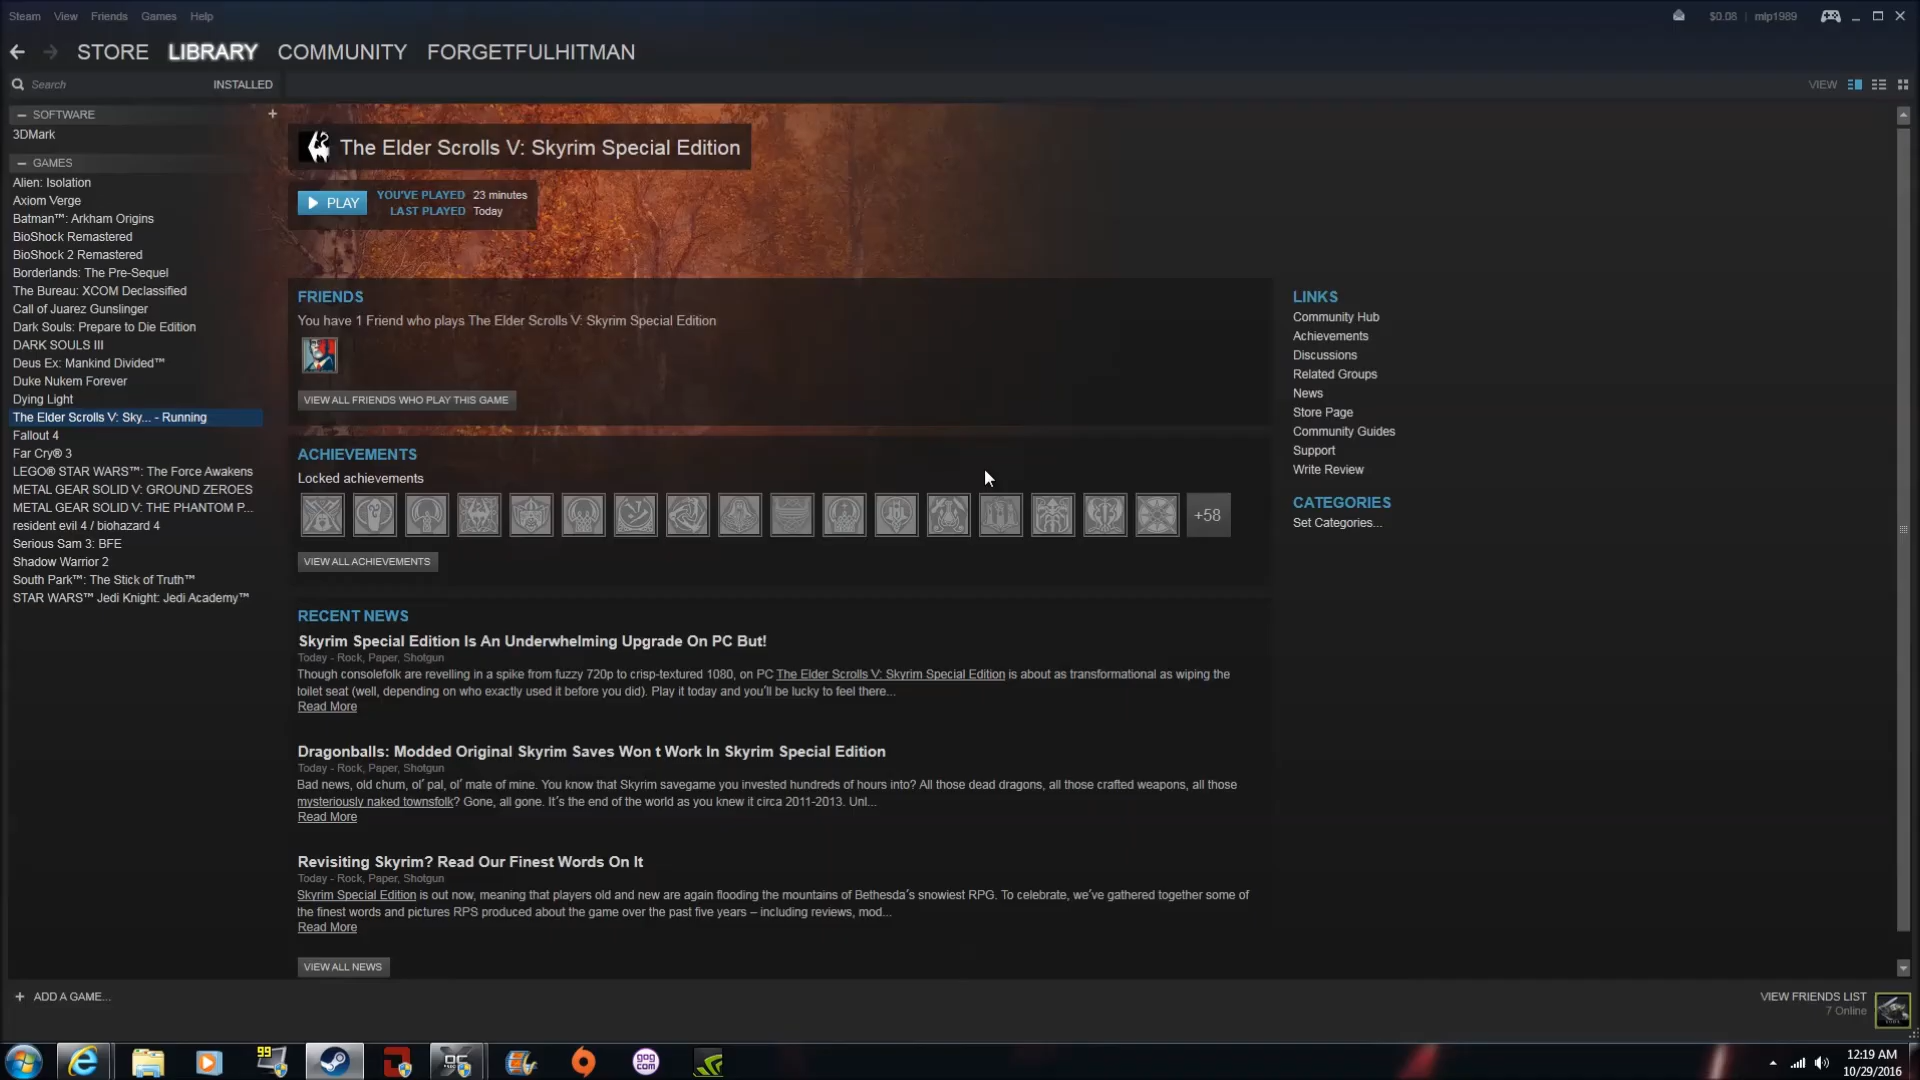 Steam View Friends Games Help
$0.06 | mlp1989
STORE LIBRARY COMMUNITY FORGETFULHITMAN
Search INSTALLED
VIEW
– SOFTWARE +
3DMark
– GAMES
Alien: Isolation
Axiom Verge
Batman™: Arkham Origins
BioShock Remastered
BioShock 2 Remastered
Borderlands: The Pre-Sequel
The Bureau: XCOM Declassified
Call of Juarez Gunslinger
Dark Souls: Prepare to Die Edition
DARK SOULS III
Deus Ex: Mankind Divided™
Duke Nukem Forever
Dying Light
The Elder Scrolls V: Sky... - Running
Fallout 4
Far Cry® 3
LEGO® STAR WARS™: The Force Awakens
METAL GEAR SOLID V: GROUND ZEROES
METAL GEAR SOLID V: THE PHANTOM P...
resident evil 4 / biohazard 4
Serious Sam 3: BFE
Shadow Warrior 2
South Park™: The Stick of Truth™
STAR WARS™ Jedi Knight: Jedi Academy™
The Elder Scrolls V: Skyrim Special Edition
PLAY
YOU'VE PLAYED 23 minutes
LAST PLAYED Today
FRIENDS
You have 1 Friend who plays The Elder Scrolls V: Skyrim Special Edition
VIEW ALL FRIENDS WHO PLAY THIS GAME
ACHIEVEMENTS
Locked achievements
+58
VIEW ALL ACHIEVEMENTS
RECENT NEWS
Skyrim Special Edition Is An Underwhelming Upgrade On PC But!
Today - Rock, Paper, Shotgun
Though consolefolk are revelling in a spike from fuzzy 720p to crisp-textured 1080, on PC The Elder Scrolls V: Skyrim Special Edition is about as transformational as wiping the
toilet seat (well, depending on who exactly used it before you did). Play it today and you'll be lucky to feel there...
Read More
Dragonballs: Modded Original Skyrim Saves Won t Work In Skyrim Special Edition
Today - Rock, Paper, Shotgun
Bad news, old chum, ol' pal, ol' mate of mine. You know that Skyrim savegame you invested hundreds of hours into? All those dead dragons, all those crafted weapons, all those
mysteriously naked townsfolk? Gone, all gone. It's the end of the world as you knew it circa 2011-2013. Unl...
Read More
Revisiting Skyrim? Read Our Finest Words On It
Today - Rock, Paper, Shotgun
Skyrim Special Edition is out now, meaning that players old and new are again flooding the mountains of Bethesda's snowiest RPG. To celebrate, we've gathered together some of
the finest words and pictures RPS produced about the game over the past five years – including reviews, mod...
Read More
VIEW ALL NEWS
LINKS
Community Hub
Achievements
Discussions
Related Groups
News
Store Page
Community Guides
Support
Write Review
CATEGORIES
Set Categories...
+ ADD A GAME...
VIEW FRIENDS LIST
7 Online
99
gog
com
12:19 AM
10/29/2016